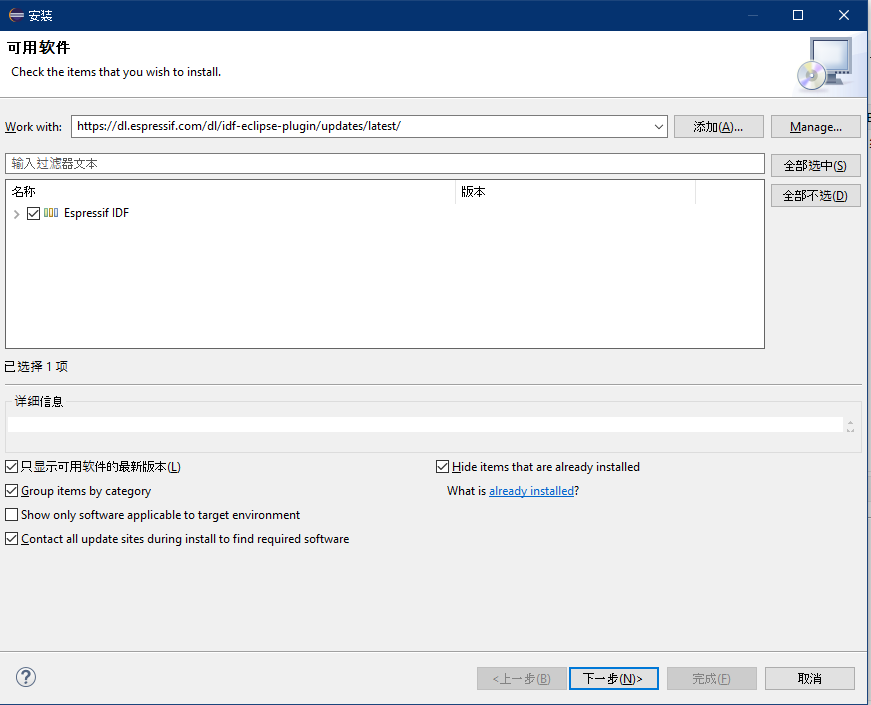 安装
可用软件
Check the items that you wish to install.
Work with: https://dl.espressif.com/dl/idf-eclipse-plugin/updates/latest/ 添加(A)... Manage...
输入过滤器文本 全部选中(S)
名称 版本 全部不选(D)
Espressif IDF
已选择 1 项
详细信息
只显示可用软件的最新版本(L) Hide items that are already installed
Group items by category What is already installed?
Show only software applicable to target environment
Contact all update sites during install to find required software
? <上一步(B) 下一步(N)> 完成(F) 取消